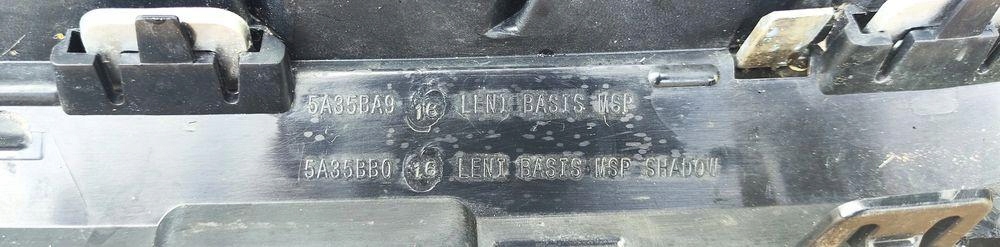 5A35BA9 16 LENI BASIS MSP
5A35BB0 16 LENI BASIS MSP SHADOW